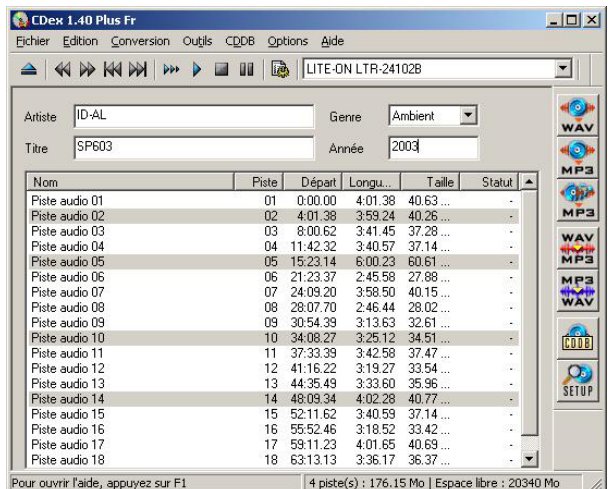 CDex 1.40 Plus Fr
Fichier Edition Conversion Outils CDDB Options Aide
LITE-ON LTR-24102B
Artiste ID-AL Genre Ambient
Titre SP603 Année 2003
WAV
MP3
MP3
WAV MP3
MP3 WAV
CDDB
SETUP
Nom Piste Départ Longu... Taille Statut
Piste audio 01 01 0:00.00 4:01.38 40.63 ... -
Piste audio 02 02 4:01.38 3:59.24 40.26 ... -
Piste audio 03 03 8:00.62 3:41.45 37.28 ... -
Piste audio 04 04 11:42.32 3:40.57 37.14 ... -
Piste audio 05 05 15:23.14 6:00.23 60.61 ... -
Piste audio 06 06 21:23.37 2:45.58 27.88 ... -
Piste audio 07 07 24:09.20 3:58.50 40.15 ... -
Piste audio 08 08 28:07.70 2:46.44 28.02 ... -
Piste audio 09 09 30:54.39 3:13.63 32.61 ... -
Piste audio 10 10 34:08.27 3:25.12 34.51 ... -
Piste audio 11 11 37:33.39 3:42.58 37.47 ... -
Piste audio 12 12 41:16.22 3:19.27 33.54 ... -
Piste audio 13 13 44:35.49 3:33.60 35.96 ... -
Piste audio 14 14 48:09.34 4:02.28 40.77 ... -
Piste audio 15 15 52:11.62 3:40.59 37.14 ... -
Piste audio 16 16 55:52.46 3:18.52 33.42 ... -
Piste audio 17 17 59:11.23 4:01.65 40.69 ... -
Piste audio 18 18 63:13.13 3:36.17 36.37 ... -
Pour ouvrir l'aide, appuyez sur F1 4 piste(s) : 176.15 Mo | Espace libre : 20340 Mo